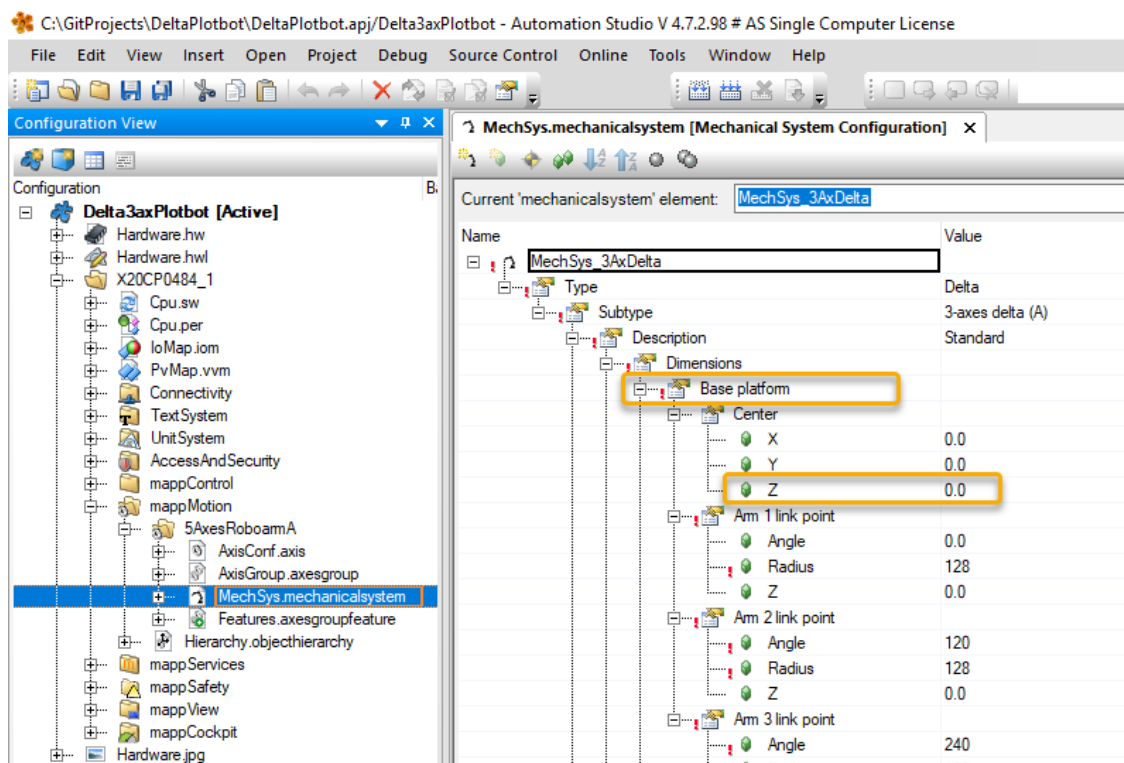 C:\GitProjects\DeltaPlotbot\DeltaPlotbot.apj/Delta3axPlotbot - Automation Studio V 4.7.2.98 # AS Single Computer License
File Edit View Insert Open Project Debug Source Control Online Tools Window Help
Configuration View
Configuration B.
Delta3axPlotbot [Active]
Hardware.hw
Hardware.hwl
X20CP0484_1
Cpu.sw
Cpu.per
IoMap.iom
PvMap.vvm
Connectivity
TextSystem
UnitSystem
AccessAndSecurity
mappControl
mappMotion
5AxesRoboarmA
AxisConf.axis
AxisGroup.axesgroup
MechSys.mechanicalsystem
Features.axesgroupfeature
Hierarchy.objecthierarchy
mappServices
mappSafety
mappView
mappCockpit
Hardware.jpg
MechSys.mechanicalsystem [Mechanical System Configuration]
Current 'mechanicalsystem' element: MechSys_3AxDelta
Name Value
MechSys_3AxDelta
Type Delta
Subtype 3-axes delta (A)
Description Standard
Dimensions
Base platform
Center
X 0.0
Y 0.0
Z 0.0
Arm 1 link point
Angle 0.0
Radius 128
Z 0.0
Arm 2 link point
Angle 120
Radius 128
Z 0.0
Arm 3 link point
Angle 240